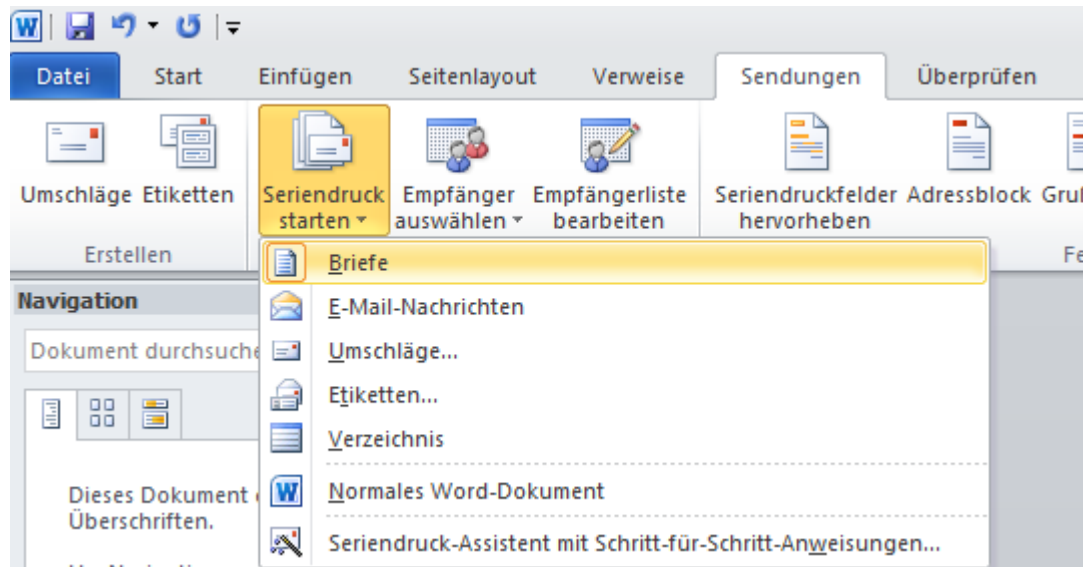 Datei Start Einfügen Seitenlayout Verweise Sendungen Überprüfen
Umschläge Etiketten Seriendruck starten Empfänger auswählen Empfängerliste bearbeiten Seriendruckfelder hervorheben Adressblock
Erstellen
Briefe
E-Mail-Nachrichten
Umschläge...
Etiketten...
Verzeichnis
Normales Word-Dokument
Seriendruck-Assistent mit Schritt-für-Schritt-Anweisungen...
Navigation
Dokument durchsuche
Dieses Dokument
Überschriften.